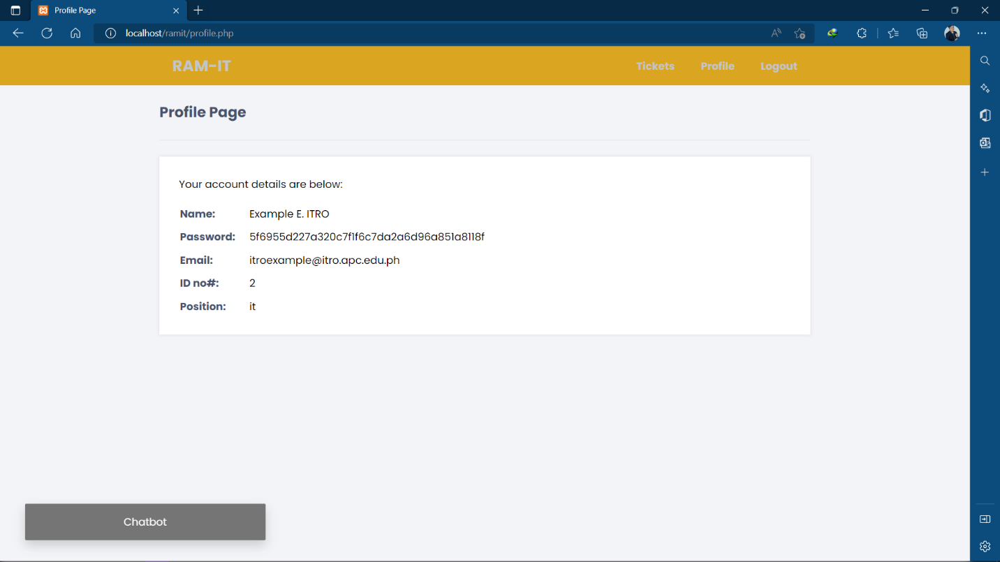 Profile Page
localhost/ramit/profile.php
RAM-IT Tickets Profile Logout
Profile Page
Your account details are below:
Name: Example E. ITRO
Password: 5f6955d227a320c7f1f6c7da2a6d96a851a8118f
Email: itroexample@itro.apc.edu.ph
ID no#: 2
Position: it
Chatbot